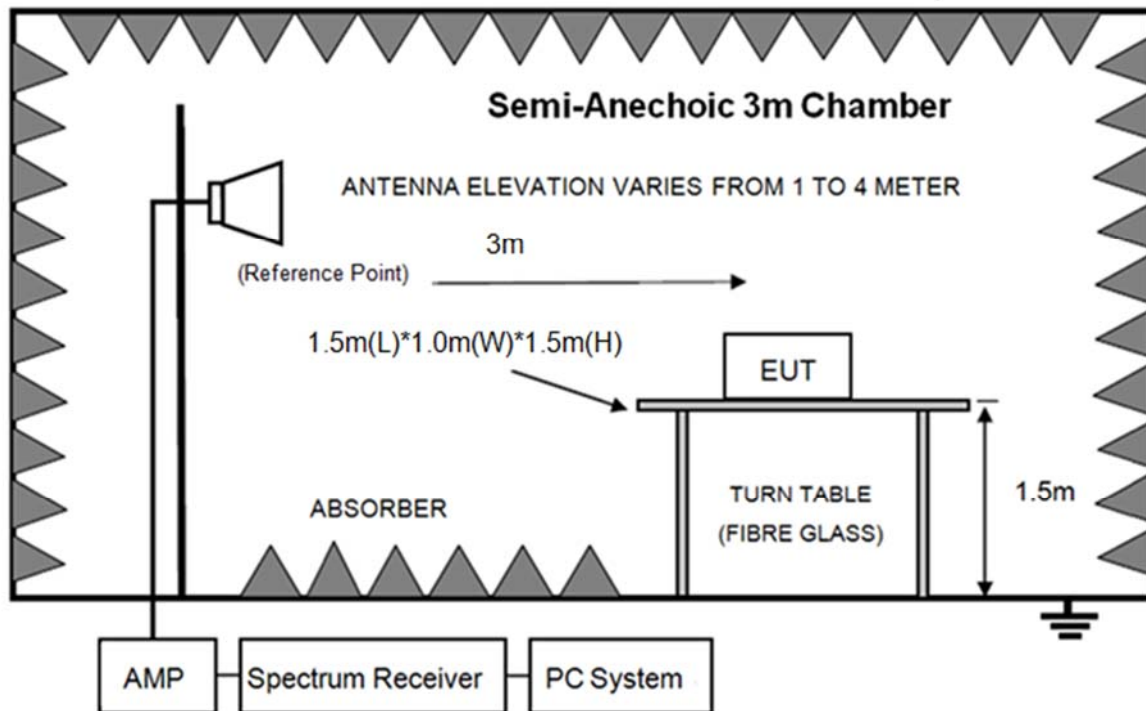 Semi-Anechoic 3m Chamber
ANTENNA ELEVATION VARIES FROM 1 TO 4 METER
3m
(Reference Point)
1.5m(L)*1.0m(W)*1.5m(H)
EUT
1.5m
TURN TABLE
(FIBRE GLASS)
ABSORBER
AMP
Spectrum Receiver
PC System